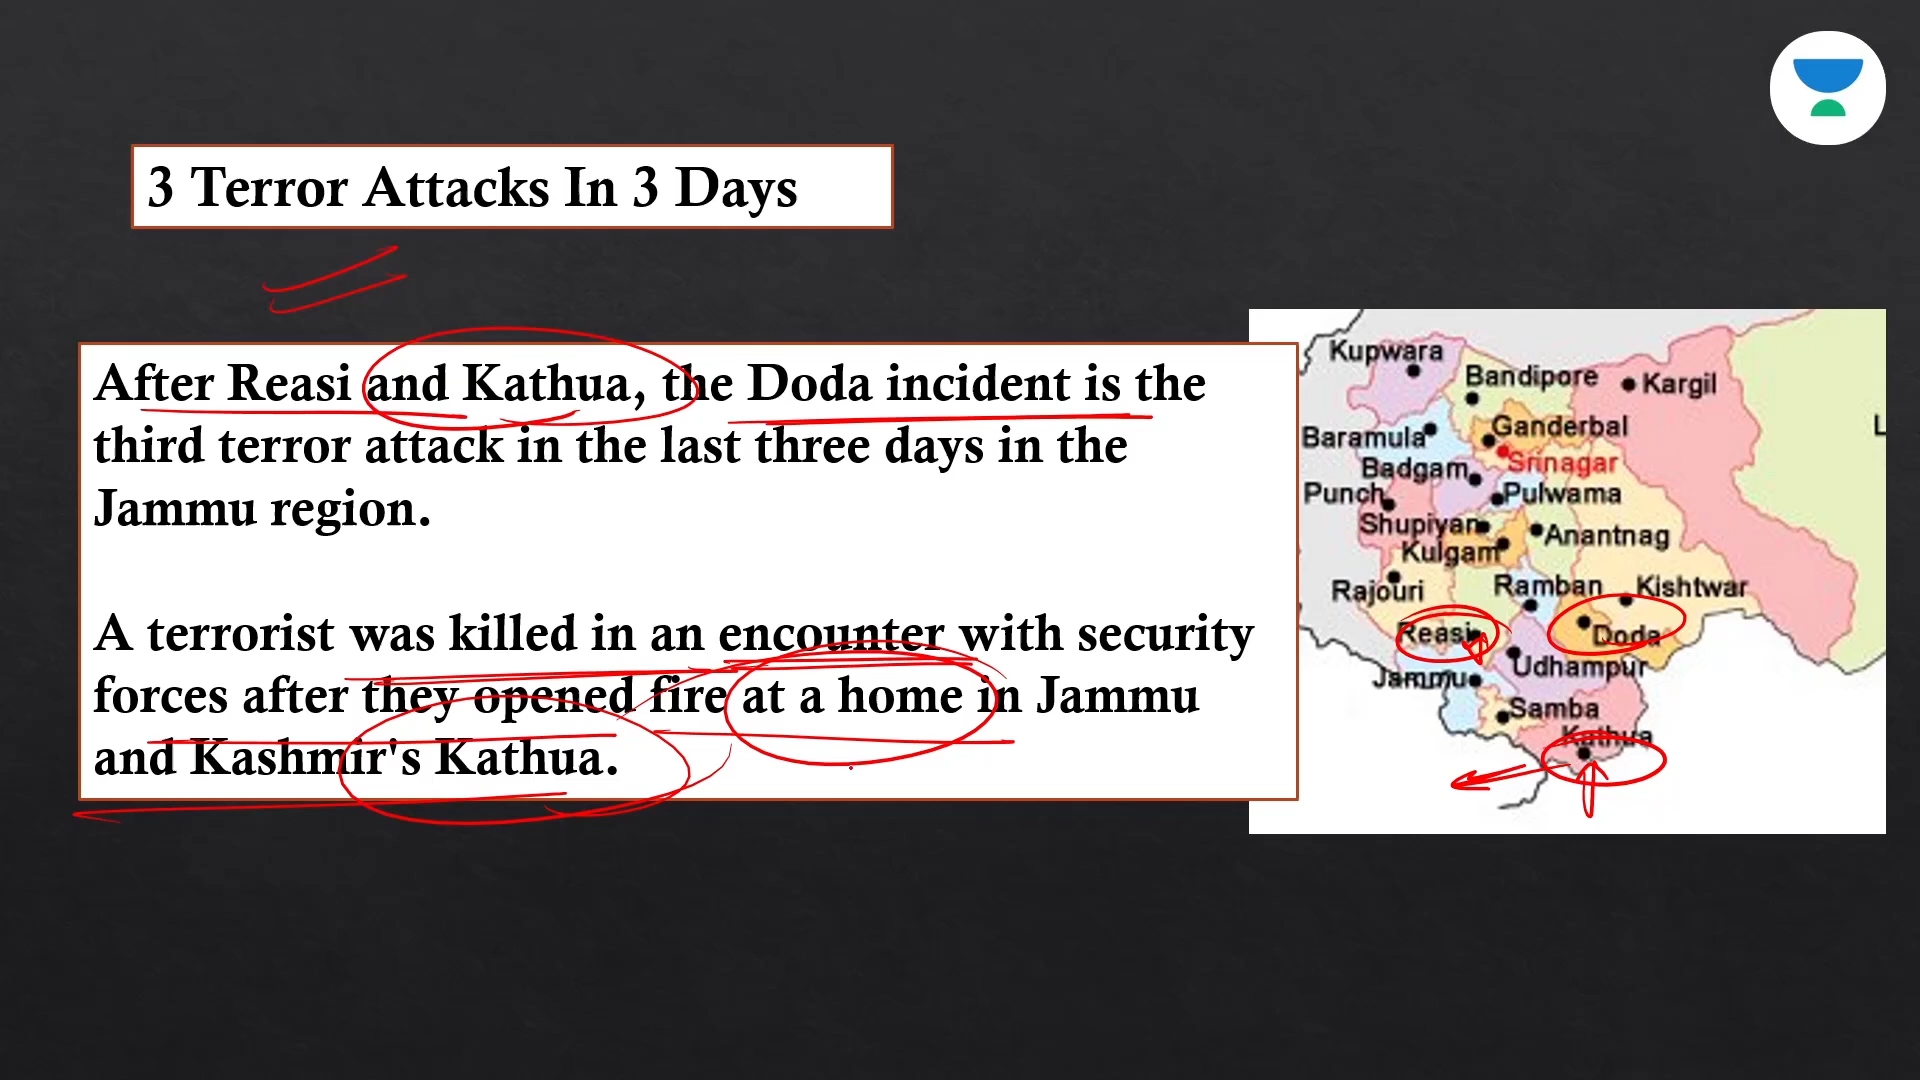 3 Terror Attacks In 3 Days
After Reasi and Kathua, the Doda incident is the
third terror attack in the last three days in the
Jammu region.
A terrorist was killed in an encounter with security
forces after they opened fire at a home in Jammu
and Kashmir's Kathua.
Kupwara
Bandipore
Kargil
Ganderbal
Baramula
L
Srinagar
Badgam
Punch
Pulwama
Shupiyan
Anantnag
Kulgam
Rajouri
Ramban
Kishtwar
Reasi
Doda
Udhampur
Jammu
Samba
Kathua